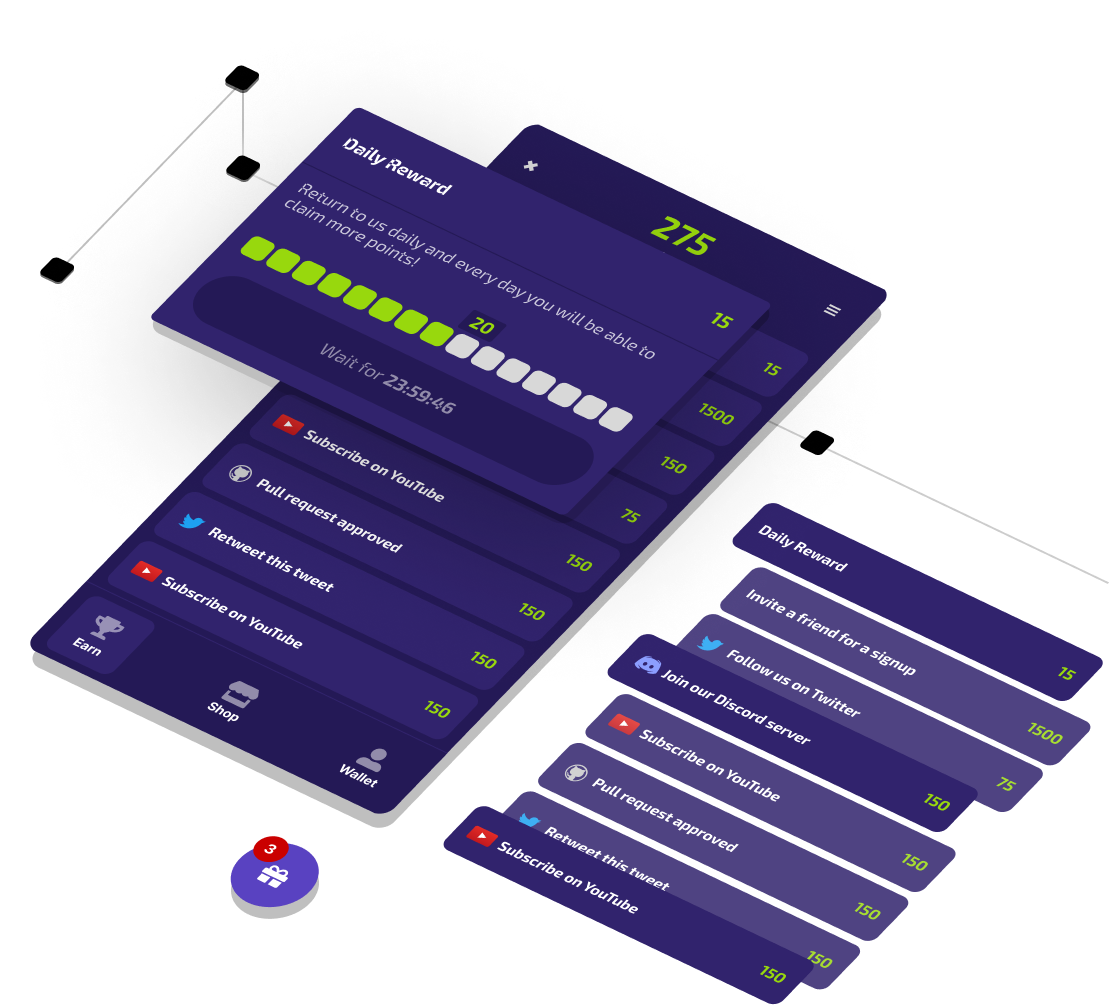 275
Daily Reward
15
Return to us daily and every day you will be able to
claim more points!
20
Wait for 23:59:46
15
1500
150
75
Subscribe on YouTube
150
Pull request approved
150
Retweet this tweet
150
Subscribe on YouTube
150
Earn
Shop
Wallet
3
Daily Reward
15
Invite a friend for a signup
1500
Follow us on Twitter
75
Join our Discord server
150
Subscribe on YouTube
150
Pull request approved
150
Retweet this tweet
150
Subscribe on YouTube
150